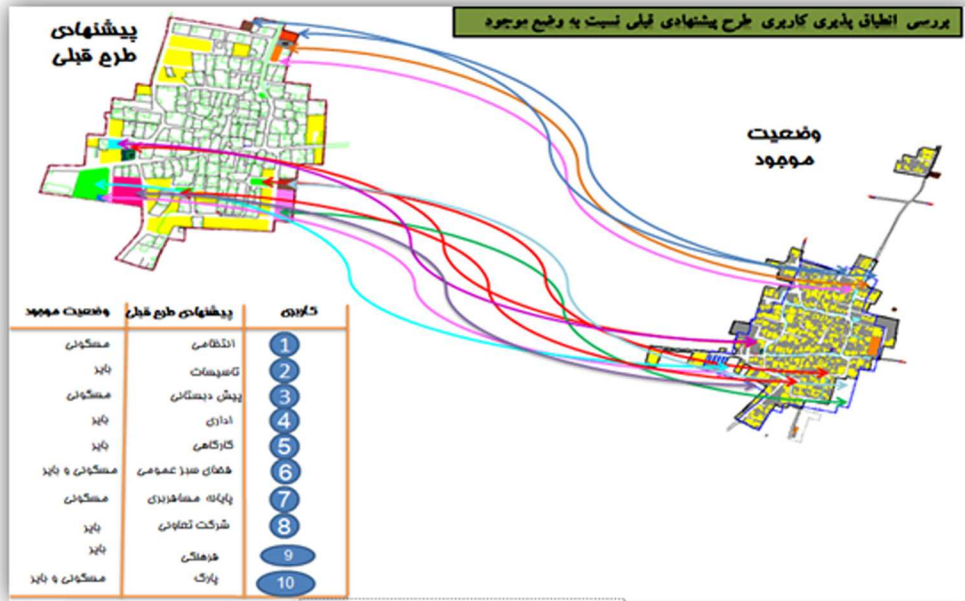 بررسی انطباق پذیری کاربری طرح پیشنهادی قبلی نسبت به وضع موجود
پیشنهادی
طرح قبلی
وضعیت
موجود
کاربری پیشنهادی طرح قبلی وضعیت موجود
1 انتظامی مسکونی
2 تاسیسات بایر
3 پیش دبستانی مسکونی
4 اداری بایر
5 کارگاهی بایر
6 فضای سبز عمومی مسکونی و بایر
7 پایانه مسافربری مسکونی
8 شرکت تعاونی بایر
9 فرهنگی بایر
10 پارک مسکونی و بایر